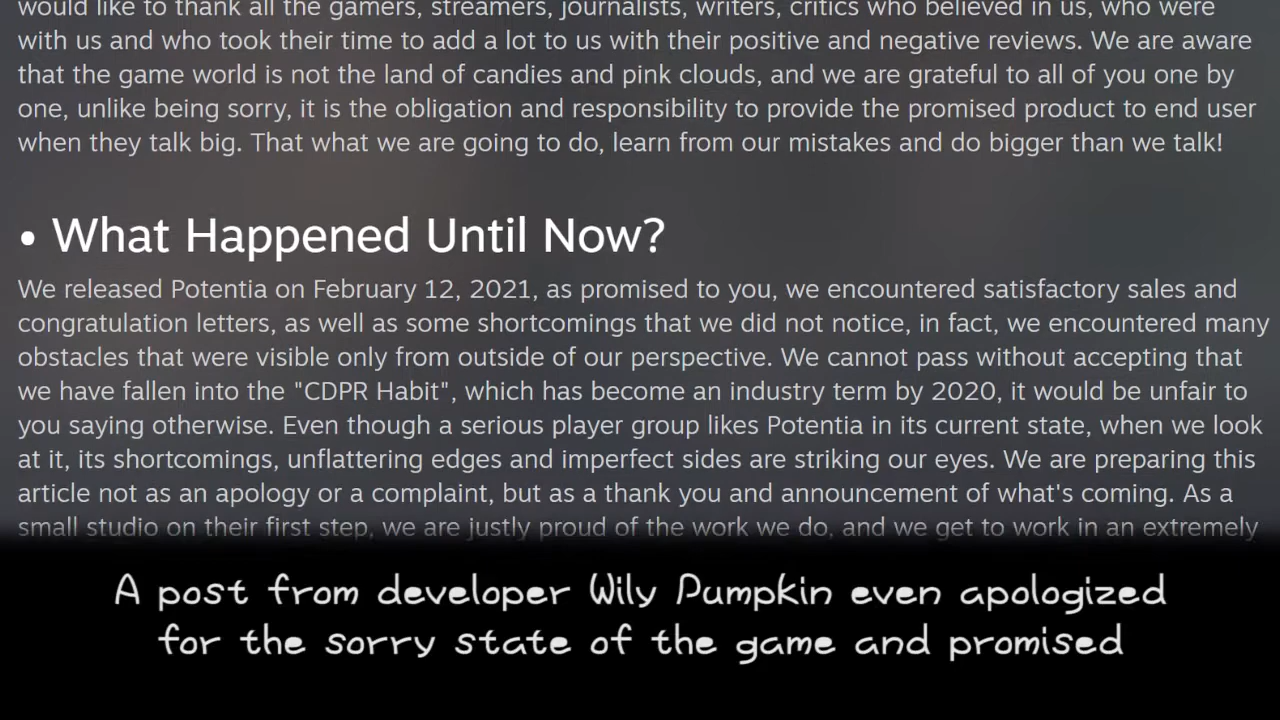 would like to thank all the gamers, streamers, journalists, writers, critics who believed in us, who were
with us and who took their time to add a lot to us with their positive and negative reviews. We are aware
that the game world is not the land of candies and pink clouds, and we are grateful to all of you one by
one, unlike being sorry, it is the obligation and responsibility to provide the promised product to end user
when they talk big. That what we are going to do, learn from our mistakes and do bigger than we talk!
• What Happened Until Now?
We released Potentia on February 12, 2021, as promised to you, we encountered satisfactory sales and
congratulation letters, as well as some shortcomings that we did not notice, in fact, we encountered many
obstacles that were visible only from outside of our perspective. We cannot pass without accepting that
we have fallen into the "CDPR Habit", which has become an industry term by 2020, it would be unfair to
you saying otherwise. Even though a serious player group likes Potentia in its current state, when we look
at it, its shortcomings, unflattering edges and imperfect sides are striking our eyes. We are preparing this
article not as an apology or a complaint, but as a thank you and announcement of what's coming. As a
small studio on their first step, we are justly proud of the work we do, and we get to work in an extremely
A post from developer Wily Pumpkin even apologized
for the sorry state of the game and promised